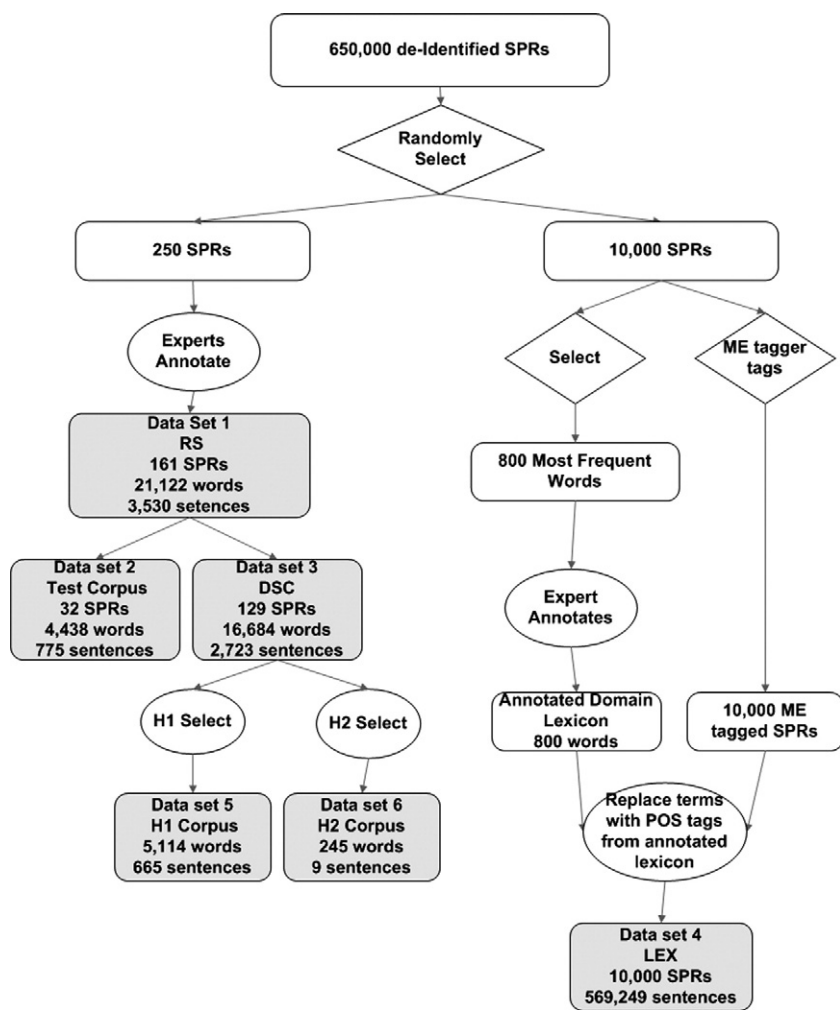 650,000 de-Identified SPRs
Randomly
Select
250 SPRs
10,000 SPRs
Experts
Annotate
Select
ME tagger
tags
Data Set 1
RS
161 SPRs
21,122 words
3,530 setences
800 Most Frequent
Words
Data set 2
Test Corpus
32 SPRs
4,438 words
775 sentences
Data set 3
DSC
129 SPRs
16,684 words
2,723 sentences
Expert
Annotates
H1 Select
H2 Select
Annotated Domain
Lexicon
800 words
10,000 ME
tagged SPRs
Data set 5
H1 Corpus
5,114 words
665 sentences
Data set 6
H2 Corpus
245 words
9 sentences
Replace terms
with POS tags
from annotated
lexicon
Data set 4
LEX
10,000 SPRs
569,249 sentences